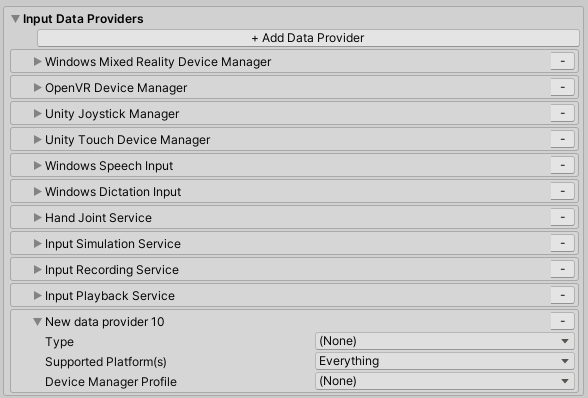 Input Data Providers
+ Add Data Provider
Windows Mixed Reality Device Manager -
OpenVR Device Manager -
Unity Joystick Manager -
Unity Touch Device Manager -
Windows Speech Input -
Windows Dictation Input -
Hand Joint Service -
Input Simulation Service -
Input Recording Service -
Input Playback Service -
New data provider 10 -
Type (None)
Supported Platform(s) Everything
Device Manager Profile (None)